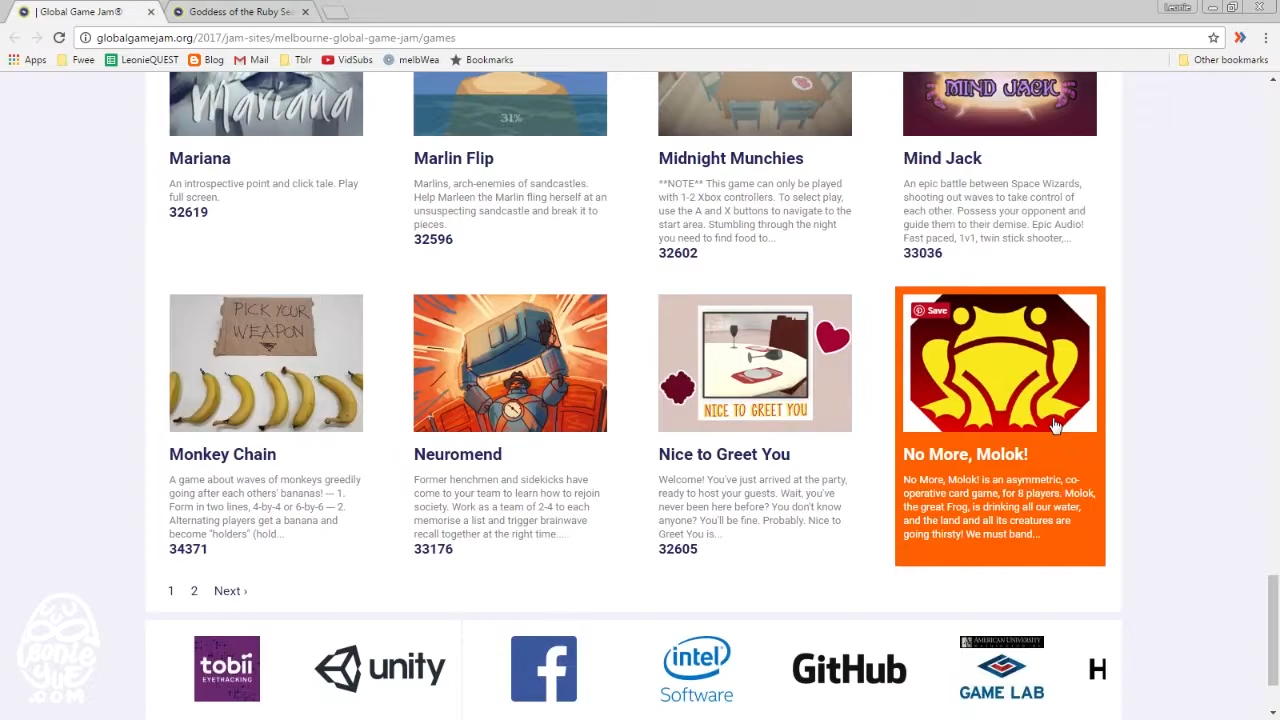 Global Game Jam®
Goddess of the Ruby Se
Leonie
globalgamejam.org/2017/jam-sites/melbourne-global-game-jam/games
Apps Fwee LeonieQUEST Blog Mail Tblr VidSubs melbWea Bookmarks Other bookmarks
Mariana
31%
MIND JACK
Mariana
An introspective point and click tale. Play
full screen.
32619
Marlin Flip
Marlins, arch-enemies of sandcastles.
Help Marleen the Marlin fling herself at an
unsuspecting sandcastle and break it to
pieces.
32596
Midnight Munchies
**NOTE** This game can only be played
with 1-2 Xbox controllers. To select play,
use the A and X buttons to navigate to the
start area. Stumbling through the night
you need to find food to...
32602
Mind Jack
An epic battle between Space Wizards,
shooting out waves to take control of
each other. Possess your opponent and
guide them to their demise. Epic Audio!
Fast paced, 1v1, twin stick shooter,...
33036
PICK YOUR
WEAPON
NICE TO GREET YOU
Save
Monkey Chain
A game about waves of monkeys greedily
going after each others' bananas! --- 1.
Form in two lines, 4-by-4 or 6-by-6 --- 2.
Alternating players get a banana and
become "holders" (hold...
34371
Neuromend
Former henchmen and sidekicks have
come to your team to learn how to rejoin
society. Work as a team of 2-4 to each
memorise a list and trigger brainwave
recall together at the right time.....
33176
Nice to Greet You
Welcome! You've just arrived at the party,
ready to host your guests. Wait, you've
never been here before? You don't know
anyone? You'll be fine. Probably. Nice to
Greet You is...
32605
No More, Molok!
No More, Molok! is an asymmetric, co-
operative card game, for 8 players. Molok,
the great Frog, is drinking all our water,
and the land and all its creatures are
going thirsty! We must band...
1 2 Next ›
tobii
EYETRACKING
unity
f
intel
Software
GitHub
AMERICAN UNIVERSITY
GAME LAB
H
Leonie
Yue
.COM